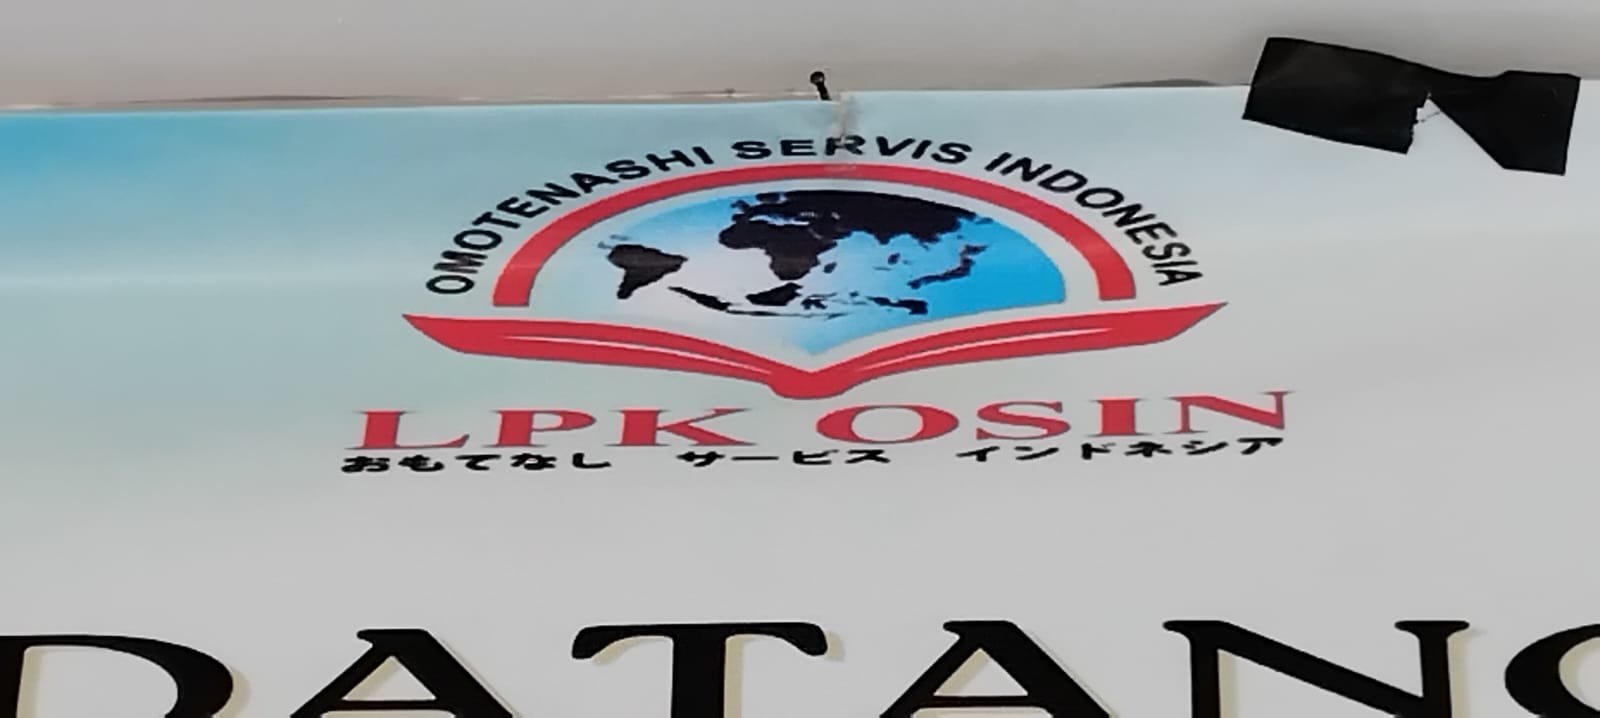 OMOTENASHI SERVIS INDONESIA
LPK OSIN
おもてなし サービス インドネシア
DATANG